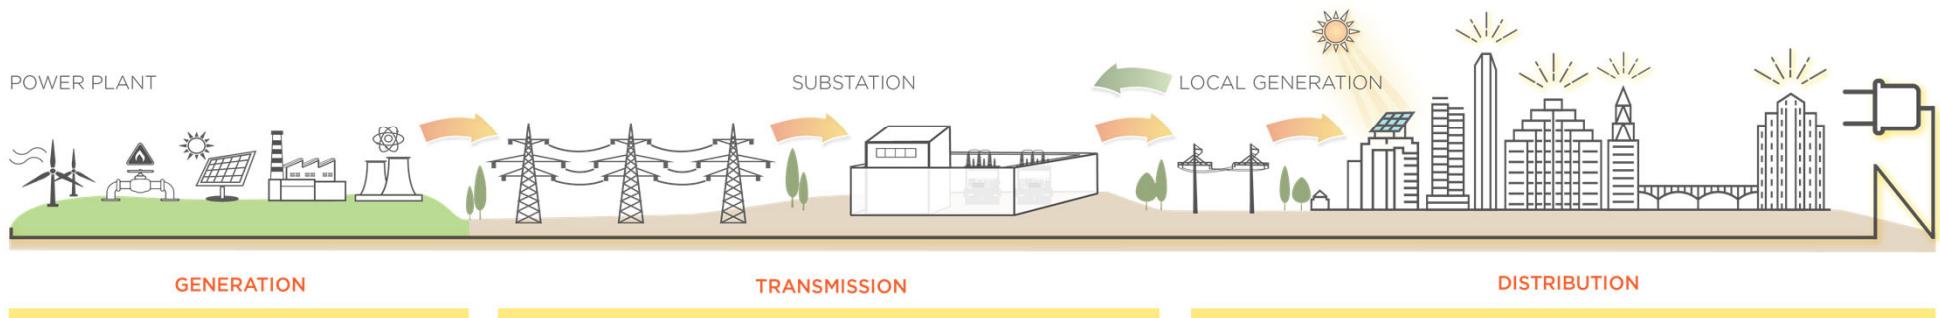 POWER PLANT
SUBSTATION
LOCAL GENERATION
GENERATION
TRANSMISSION
DISTRIBUTION